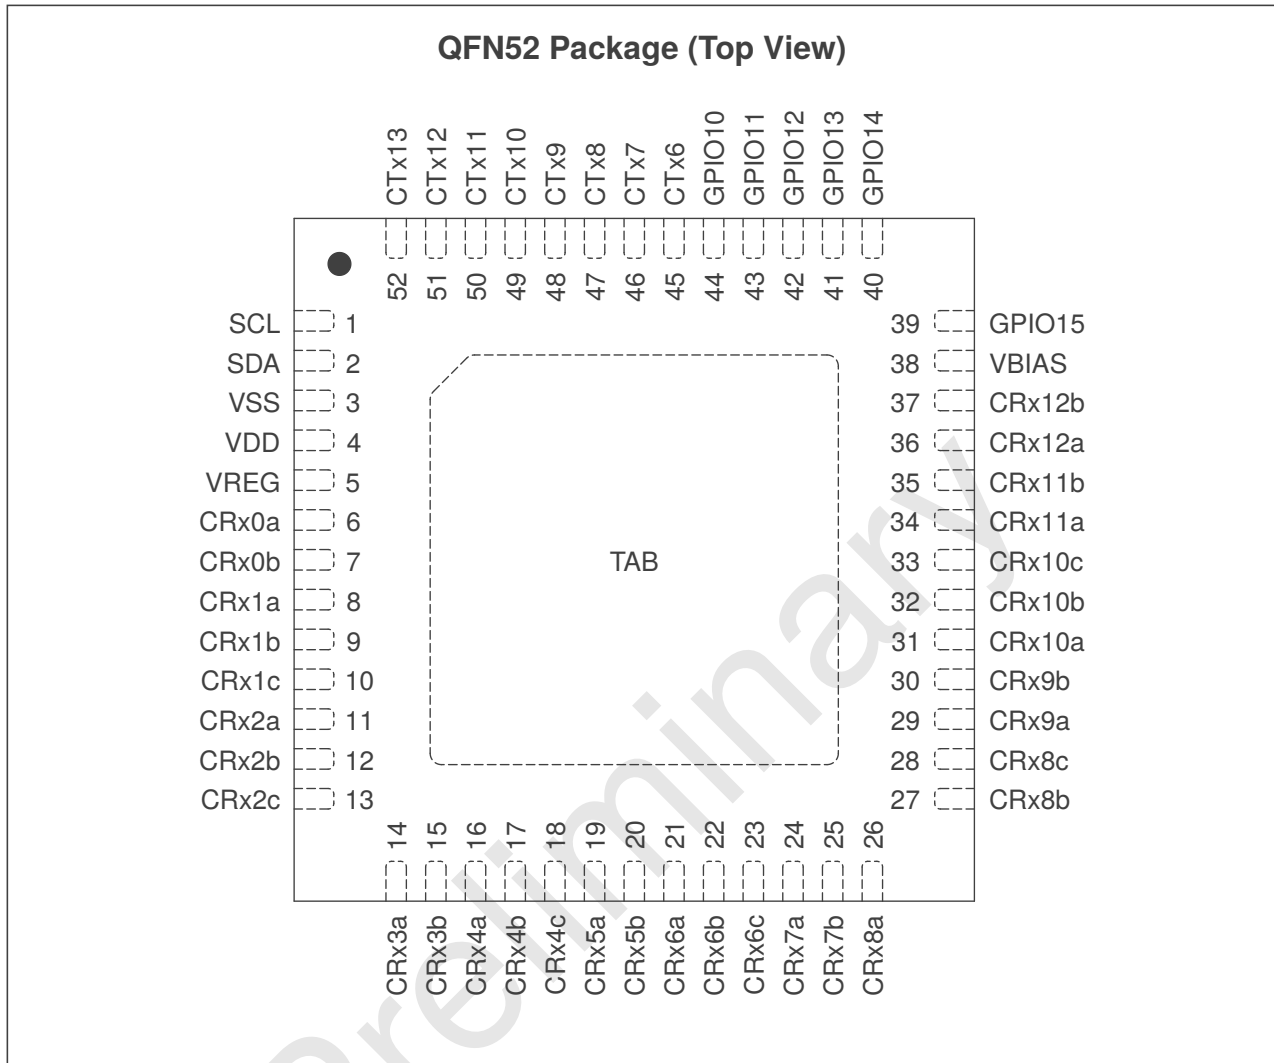 QFN52 Package (Top View)
CTx13
CTx12
CTx11
CTx10
CTx9
CTx8
CTx7
CTx6
GPIO10
GPIO11
GPIO12
GPIO13
GPIO14
52
51
50
49
48
47
46
45
44
43
42
41
40
SCL 1
SDA 2
VSS 3
VDD 4
VREG 5
CRx0a 6
CRx0b 7
CRx1a 8
CRx1b 9
CRx1c 10
CRx2a 11
CRx2b 12
CRx2c 13
TAB
39 GPIO15
38 VBIAS
37 CRx12b
36 CRx12a
35 CRx11b
34 CRx11a
33 CRx10c
32 CRx10b
31 CRx10a
30 CRx9b
29 CRx9a
28 CRx8c
27 CRx8b
14
15
16
17
18
19
20
21
22
23
24
25
26
CRx3a
CRx3b
CRx4a
CRx4b
CRx4c
CRx5a
CRx5b
CRx6a
CRx6b
CRx6c
CRx7a
CRx7b
CRx8a
Preliminary